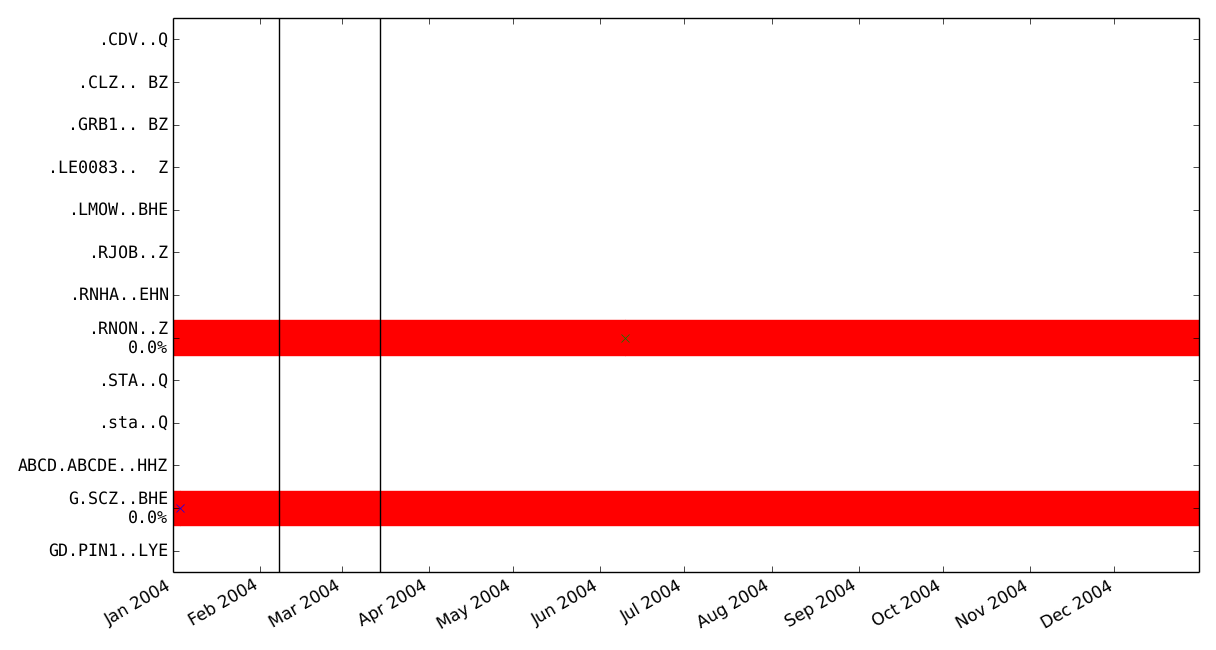 .CDV..Q
.CLZ.. BZ
.GRB1.. BZ
.LE0083..  Z
.LMOW..BHE
.RJOB..Z
.RNHA..EHN
.RNON..Z
0.0%
.STA..Q
.sta..Q
ABCD.ABCDE..HHZ
G.SCZ..BHE
0.0%
GD.PIN1..LYE
Jan 2004
Feb 2004
Mar 2004
Apr 2004
May 2004
Jun 2004
Jul 2004
Aug 2004
Sep 2004
Oct 2004
Nov 2004
Dec 2004